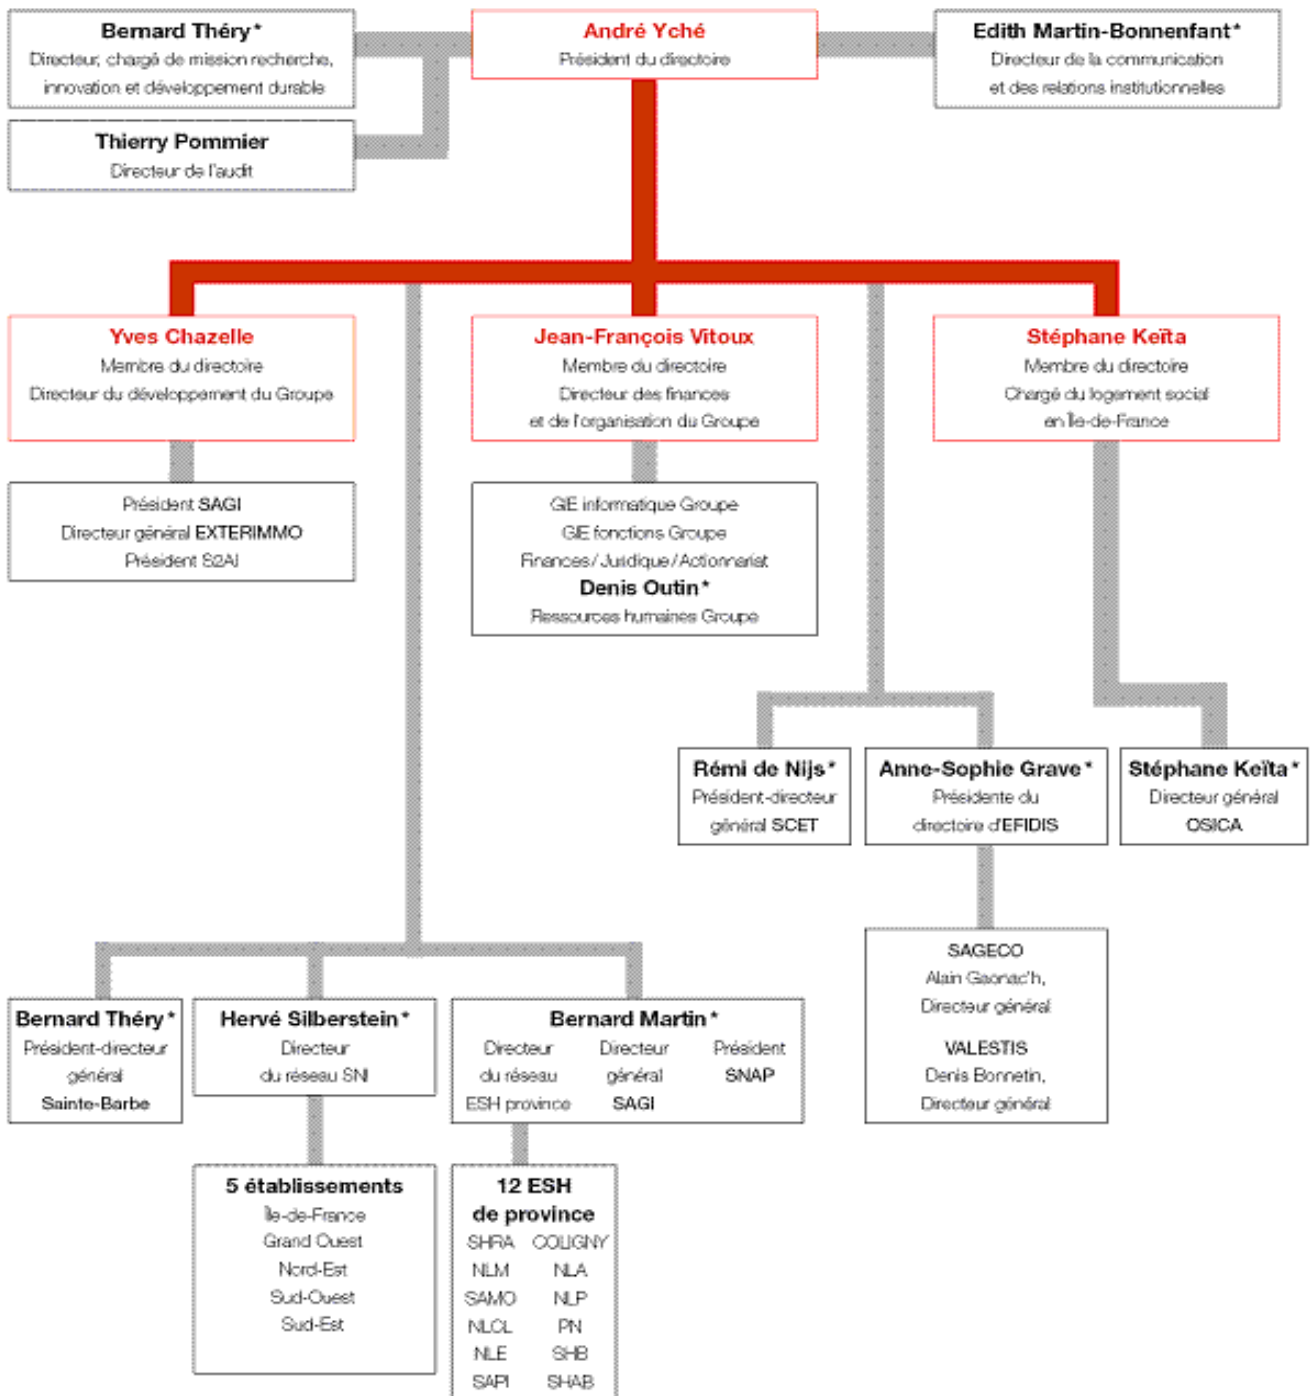 Bernard Théry*
Directeur, chargé de mission recherche,
innovation et développement durable
André Yché
Président du directoire
Edith Martin-Bonnenfant*
Directeur de la communication
et des relations institutionnelles
Thierry Pommier
Directeur de l'audit
Yves Chazelle
Membre du directoire
Directeur du développement du Groupe
Jean-François Vitoux
Membre du directoire
Directeur des finances
et de l'organisation du Groupe
Stéphane Keïta
Membre du directoire
Chargé du logement social
en Île-de-France
Président SAGI
Directeur général EXTERIMMO
Président S2AI
GIE informatique Groupe
GIE fonctions Groupe
Finances/Juridique/Actionnariat
Denis Outin*
Ressources humaines Groupe
Rémi de Nijs*
Président-directeur
général SCET
Anne-Sophie Grave*
Présidente du
directoire d'EFIDIS
Stéphane Keïta*
Directeur général
OSICA
SAGECO
Alain Gaonac'h,
Directeur général
VALESTIS
Denis Bonnetin,
Directeur général
Bernard Théry*
Président-directeur
général
Sainte-Barbe
Hervé Silberstein*
Directeur
du réseau SNI
Bernard Martin*
Directeur
du réseau
ESH province
Directeur
général
SAGI
Président
SNAP
5 établissements
Île-de-France
Grand Ouest
Nord-Est
Sud-Ouest
Sud-Est
12 ESH
de province
SHRA COLIGNY
NLM NLA
SAMO NLP
NLCL PN
NLE SHB
SAPI SHAB